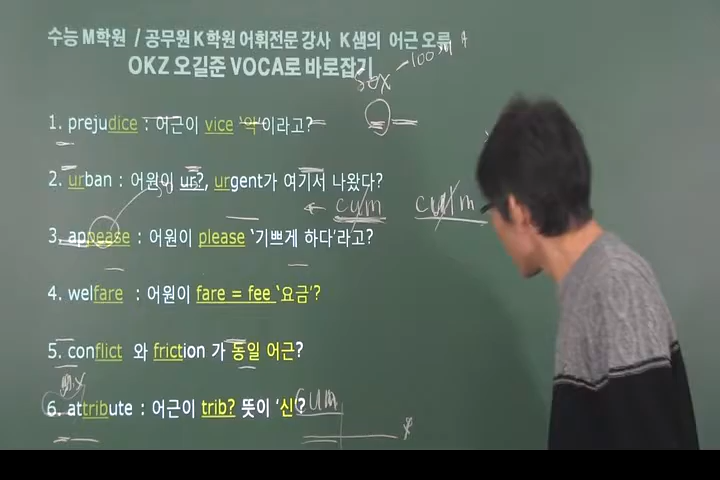 수능 M학원 / 공무원 K학원 어휘전문 강사 K샘의 어근 오류
OKZ 오길준 VOCA로 바로잡기
sex
1. prejudice : 어근이 vice '악'이라고?
2. urban : 어원이 ur?, urgent가 여기서 나왔다?
cum
cum
3. appease : 어원이 please '기쁘게 하다'라고?
4. welfare : 어원이 fare = fee '요금'?
5. conflict 와 friction 가 동일 어근?
6. attribute : 어근이 trib? 뜻이 '신'?
cum